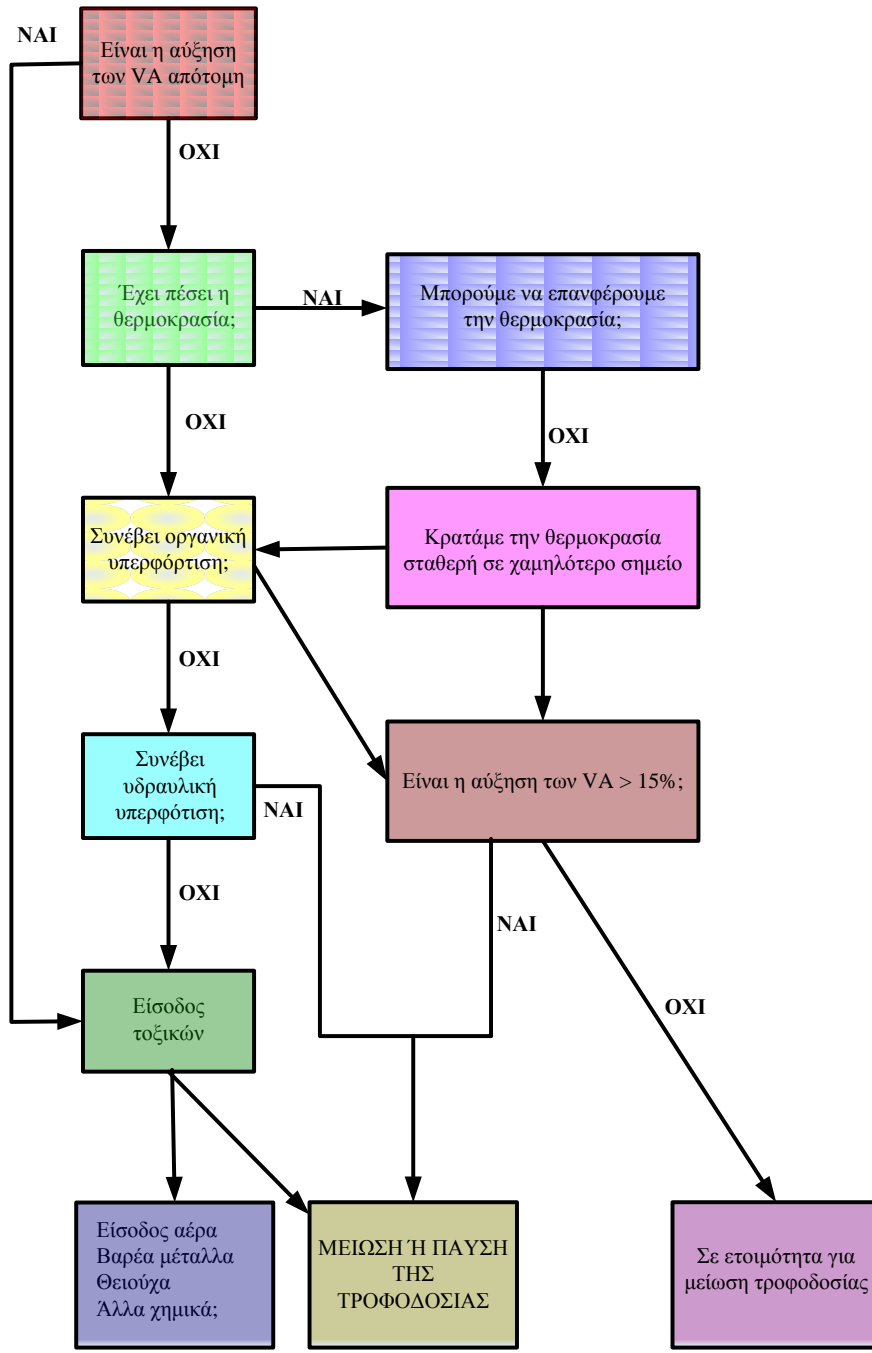 ΝΑΙ
Είναι η αύξηση
των VA απότομη
ΟΧΙ
Έχει πέσει η
θερμοκρασία;
ΝΑΙ
Μπορούμε να επανφέρουμε
την θερμοκρασία;
ΟΧΙ
ΟΧΙ
Συνέβει οργανική
υπερφόρτιση;
Κρατάμε την θερμοκρασία
σταθερή σε χαμηλότερο σημείο
ΟΧΙ
Συνέβει
υδραυλική
υπερφότιση;
ΝΑΙ
Είναι η αύξηση των VA > 15%;
ΟΧΙ
ΝΑΙ
ΟΧΙ
Είσοδος
τοξικών
Είσοδος αέρα
Βαρέα μέταλλα
Θειούχα
Άλλα χημικά;
ΜΕΙΩΣΗ Ή ΠΑΥΣΗ
ΤΗΣ
ΤΡΟΦΟΔΟΣΙΑΣ
Σε ετοιμότητα για
μείωση τροφοδοσίας